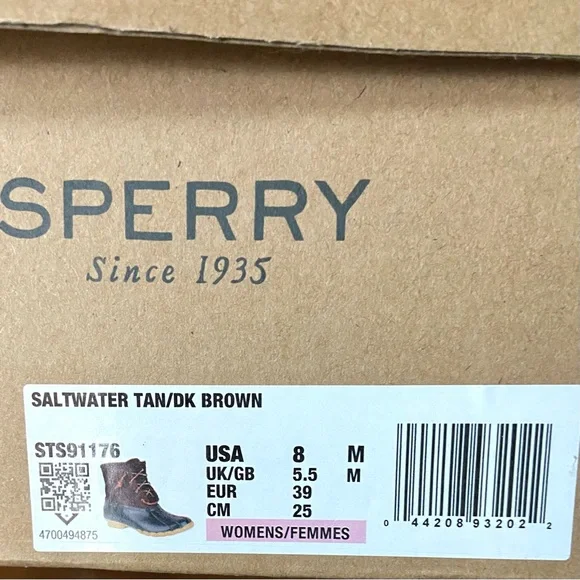 SPERRY
Since 1935
SALTWATER TAN/DK BROWN
STS91176
4700494875
USA 8 M
UK/GB 5.5 M
EUR 39
CM 25
WOMENS/FEMMES
0 44208 93202 2